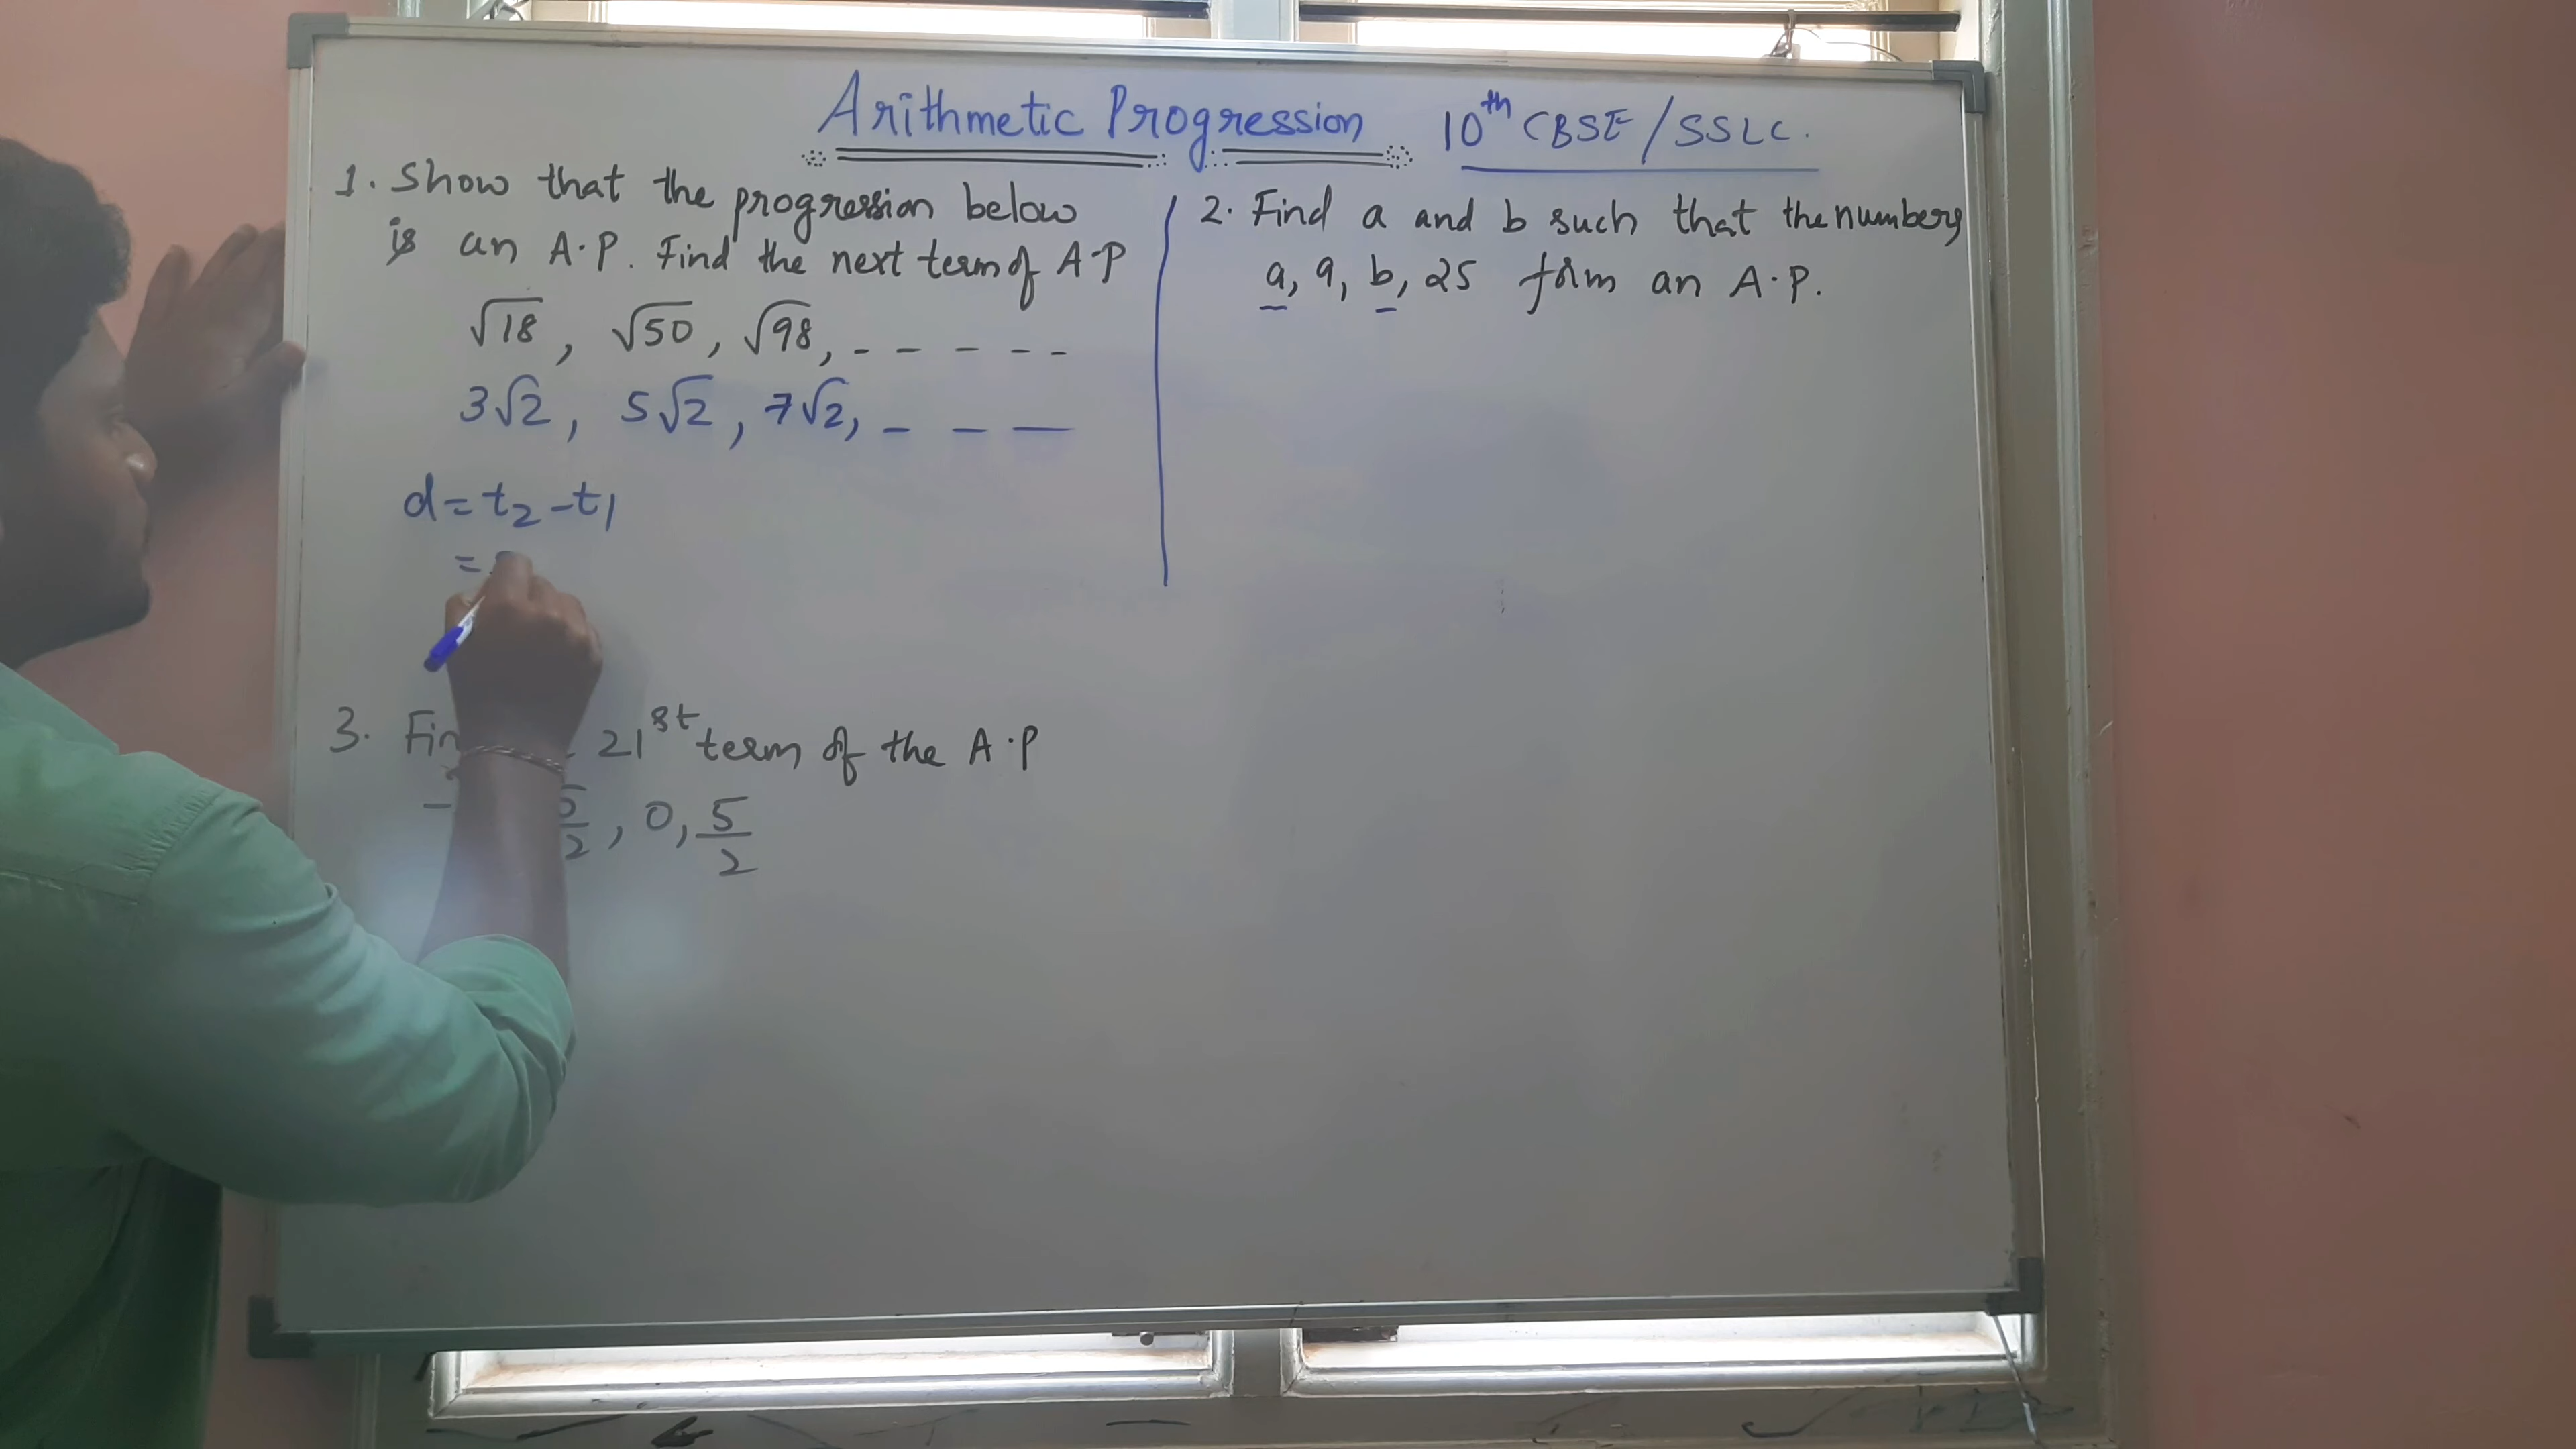 Arithmetic Progression 10th CBSE/SSLC.
1. Show that the progression below
is an A.P. Find the next term of A.P
√18, √50, √98, - - - - -
3√2, 5√2, 7√2, - - -
d = t2 - t1
=
2. Find a and b such that the numbers
a, 9, b, 25 form an A.P.
3. 21st term of the A.P
, 0, 5/2